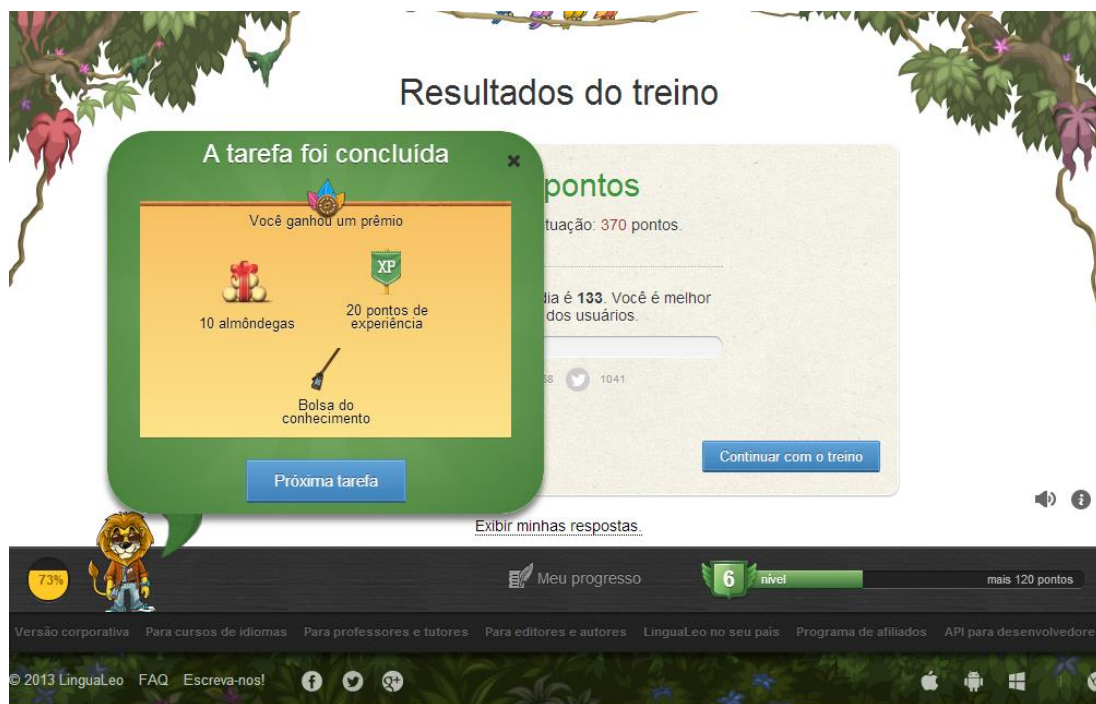 Resultados do treino
A tarefa foi concluída
Você ganhou um prêmio
10 almôndegas
XP
20 pontos de
experiência
Bolsa do
conhecimento
Próxima tarefa
pontos
tuação: 370 pontos.
dia é 133. Você é melhor
dos usuários.
1041
Continuar com o treino
Exibir minhas respostas.
73%
Meu progresso
6 nível
mais 120 pontos
Versão corporativa Para cursos de idiomas Para professores e tutores Para editores e autores LinguaLeo no seu país Programa de afiliados API para desenvolvedore
© 2013 LinguaLeo FAQ Escreva-nos!